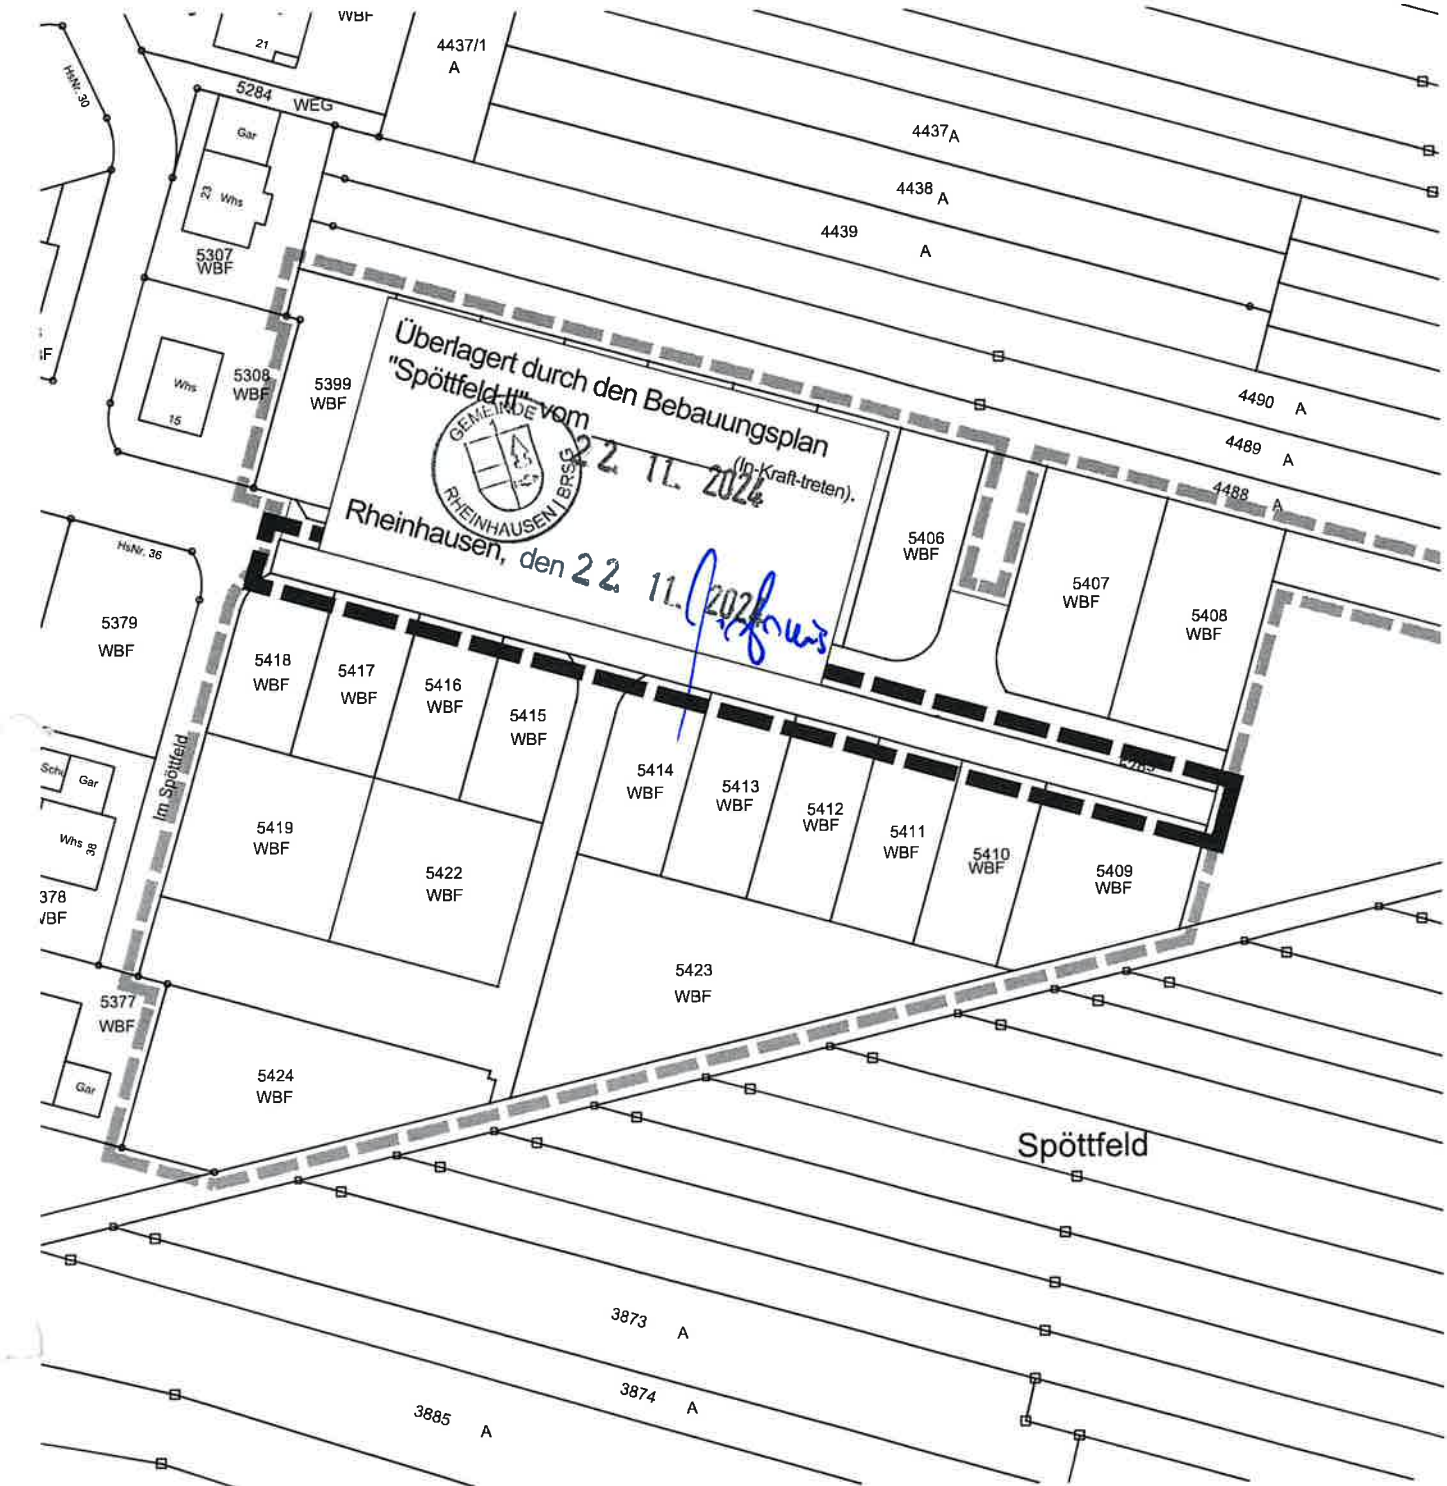 WBF
21
4437/1
A
HsNr. 30
5284 WEG
Gar
4437 A
23 Whs
4438 A
4439 A
5307
WBF
Überlagert durch den Bebauungsplan
"Spöttfeld II" vom
22 11. 2024
(In-Kraft-treten).
GEMEINDE
RHEINHAUSEN I BRSG
Rheinhausen, den 22. 11. 2024
Whs
15
5308
WBF
5399
WBF
4490 A
4489 A
4488 A
HsNr. 36
5406
WBF
5407
WBF
5408
WBF
5379
WBF
5418
WBF
5417
WBF
5416
WBF
5415
WBF
Im Spöttfeld
5414
WBF
5413
WBF
5412
WBF
5411
WBF
5410
WBF
5409
WBF
Gar
Whs 38
378
WBF
5419
WBF
5422
WBF
5423
WBF
5377
WBF
Gar
5424
WBF
Spöttfeld
3873 A
3874 A
3885 A